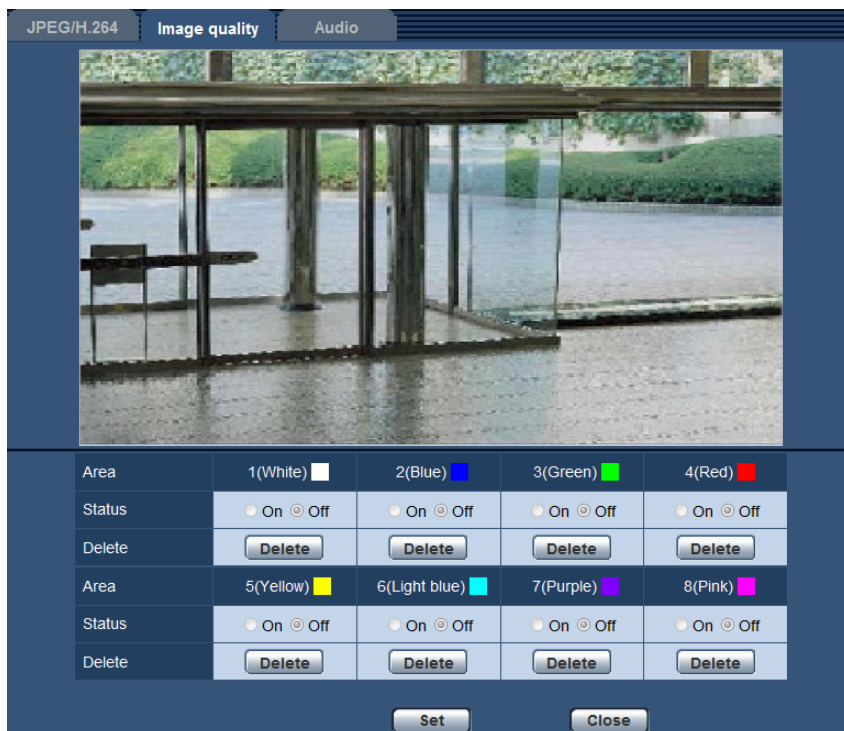 JPEG/H.264 Image quality Audio
Area 1(White) 2(Blue) 3(Green) 4(Red)
Status On Off On Off On Off On Off
Delete Delete Delete Delete Delete
Area 5(Yellow) 6(Light blue) 7(Purple) 8(Pink)
Status On Off On Off On Off On Off
Delete Delete Delete Delete Delete
Set Close